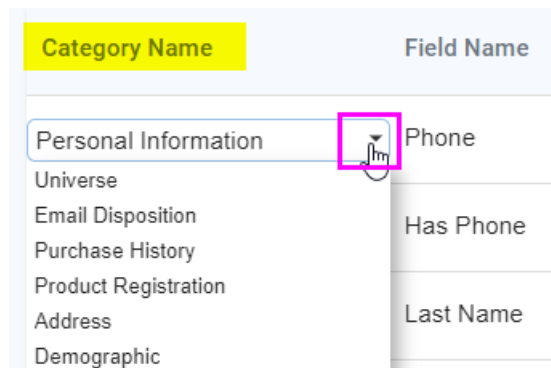 Category Name Field Name
Personal Information Phone
Universe
Email Disposition
Has Phone
Purchase History
Product Registration
Address Last Name
Demographic